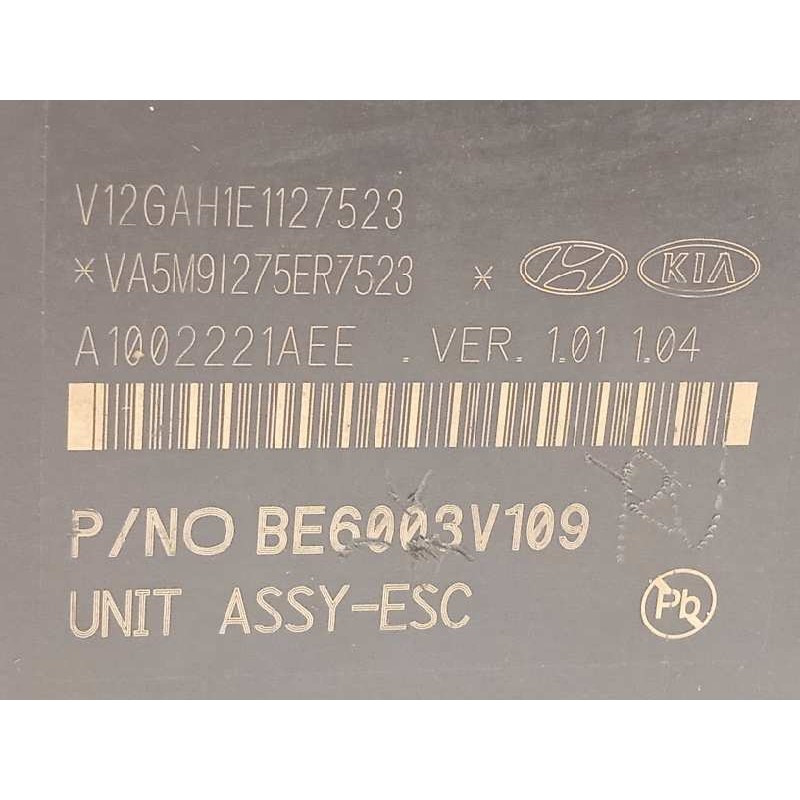 V12GAH1E1127523
*VA5M9I275ER7523 * KIA
A1002221AEE . VER. 1.01 1.04
P/NO BE6003V109
UNIT ASSY-ESC
Pb